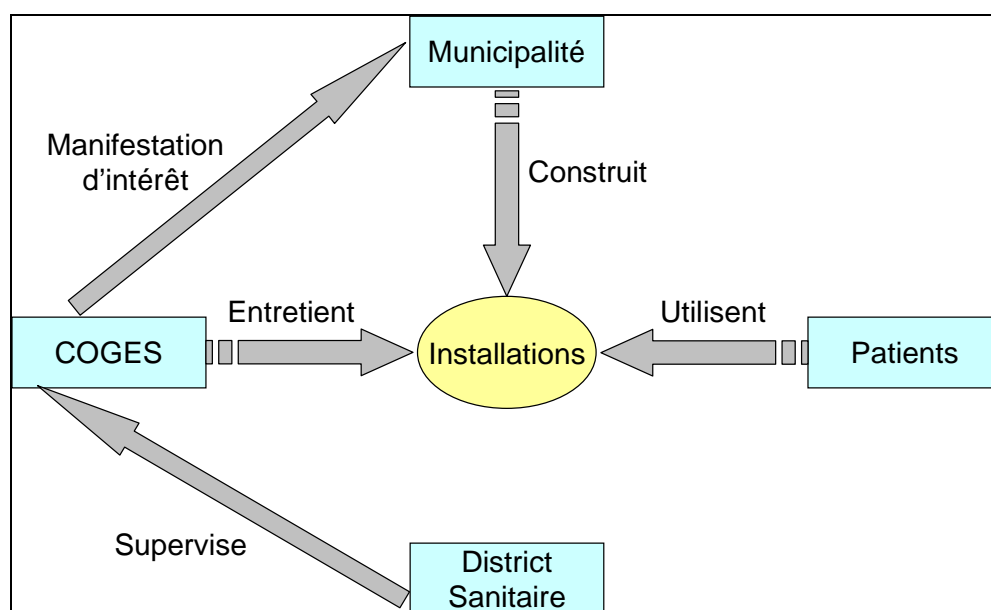 Municipalité
Manifestation
d'intérêt
Construit
COGES
Entretient
Installations
Utilisent
Patients
Supervise
District
Sanitaire